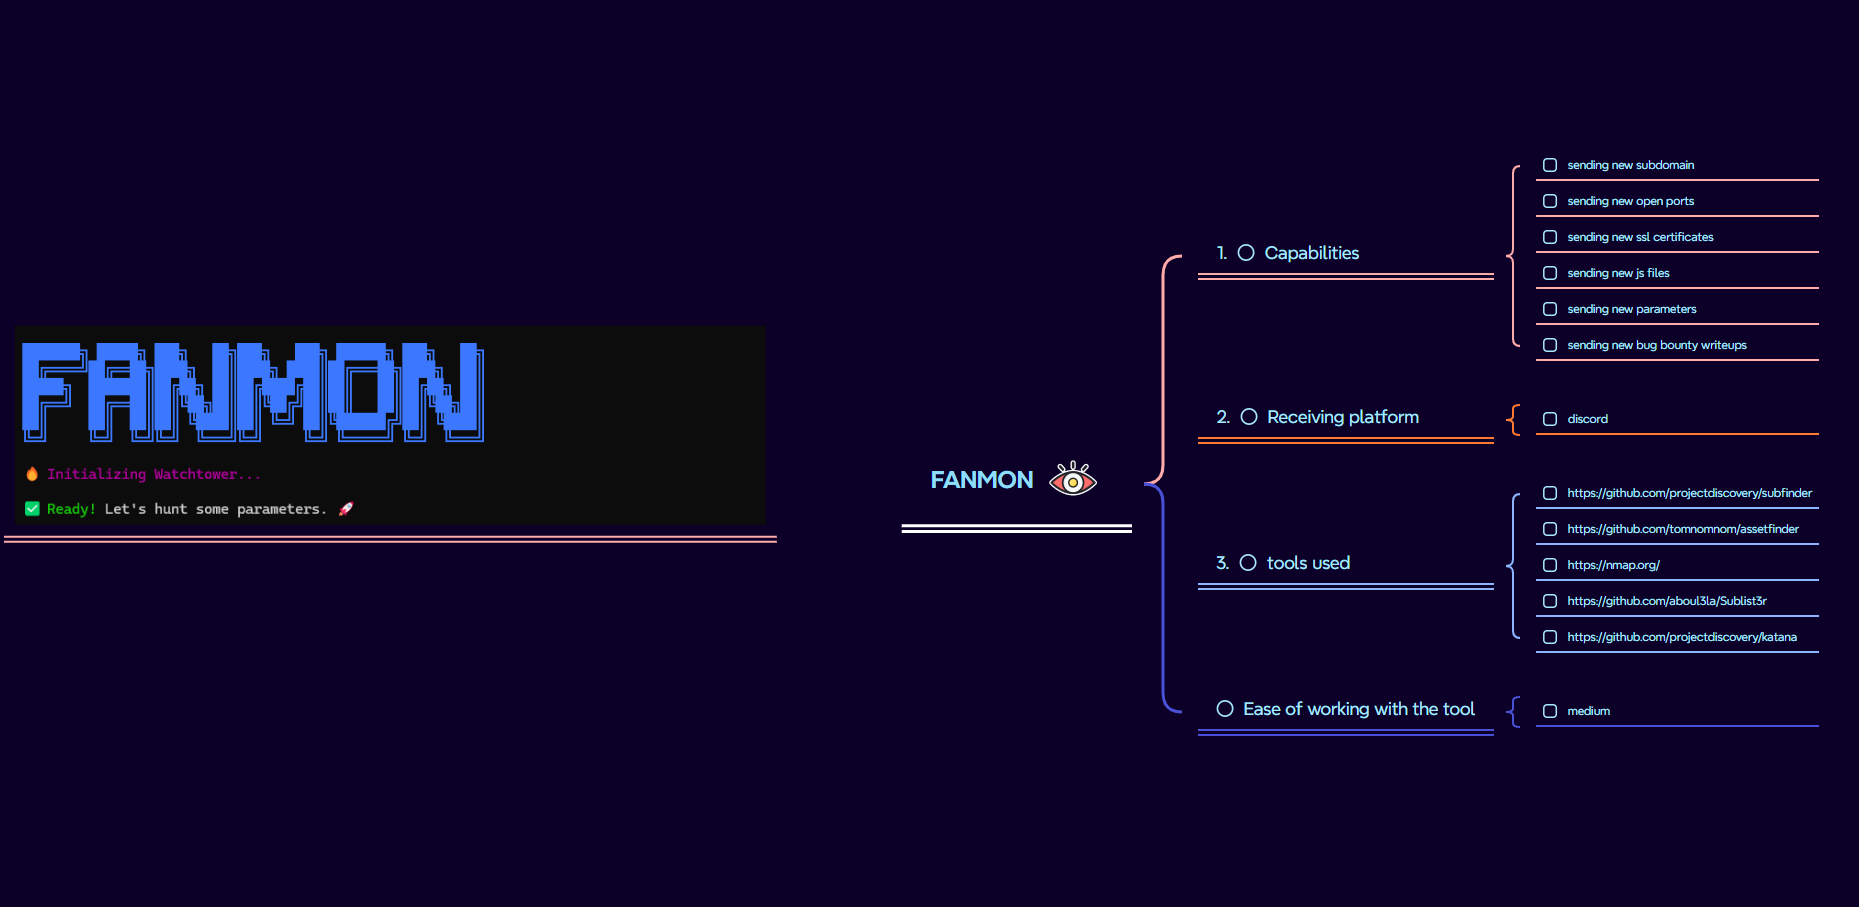 FANMON
🔥 Initializing Watchtower...
✅ Ready! Let's hunt some parameters. 🚀
FANMON
1. Capabilities
sending new subdomain
sending new open ports
sending new ssl certificates
sending new js files
sending new parameters
sending new bug bounty writeups
2. Receiving platform
discord
3. tools used
https://github.com/projectdiscovery/subfinder
https://github.com/tomnomnom/assetfinder
https://nmap.org/
https://github.com/aboul3la/Sublist3r
https://github.com/projectdiscovery/katana
Ease of working with the tool
medium